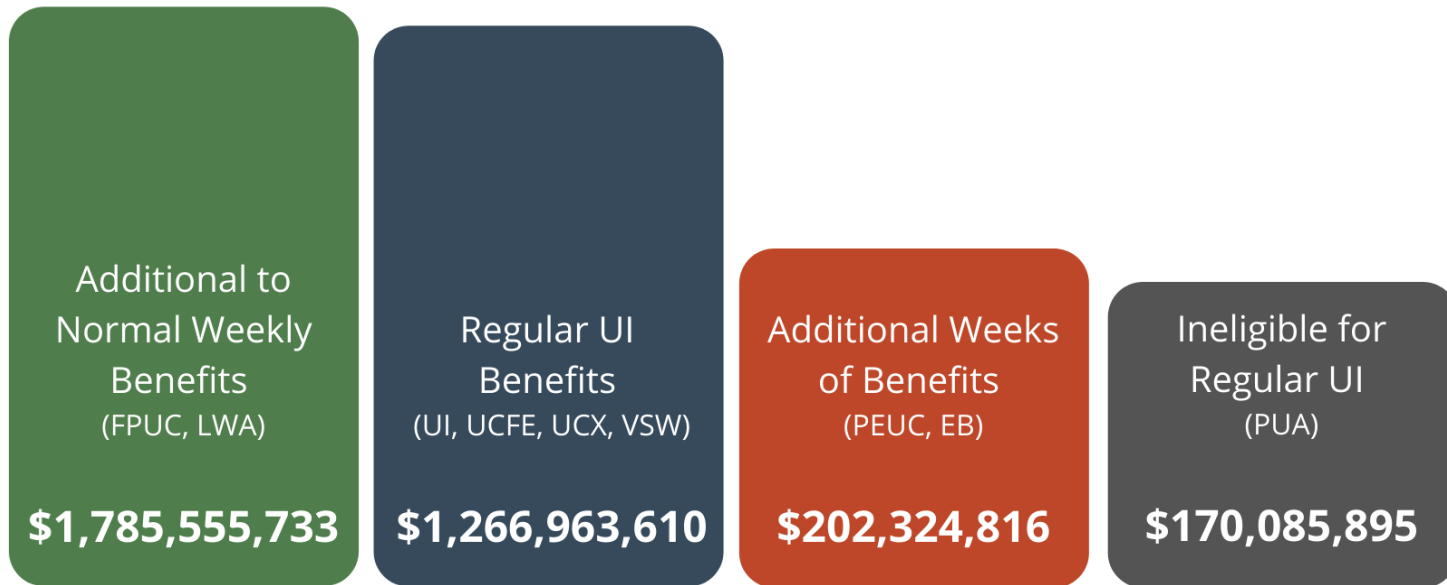 Additional to
Normal Weekly
Benefits
(FPUC, LWA)
$1,785,555,733
Regular UI
Benefits
(UI, UCFE, UCX, VSW)
$1,266,963,610
Additional Weeks
of Benefits
(PEUC, EB)
$202,324,816
Ineligible for
Regular UI
(PUA)
$170,085,895